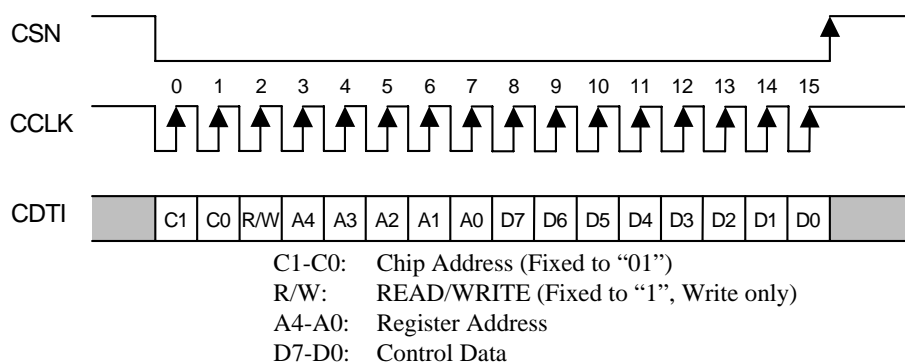 CSN
0 1 2 3 4 5 6 7 8 9 10 11 12 13 14 15
CCLK
CDTI C1 C0 R/W A4 A3 A2 A1 A0 D7 D6 D5 D4 D3 D2 D1 D0
C1-C0: Chip Address (Fixed to “01”)
R/W: READ/WRITE (Fixed to “1”, Write only)
A4-A0: Register Address
D7-D0: Control Data